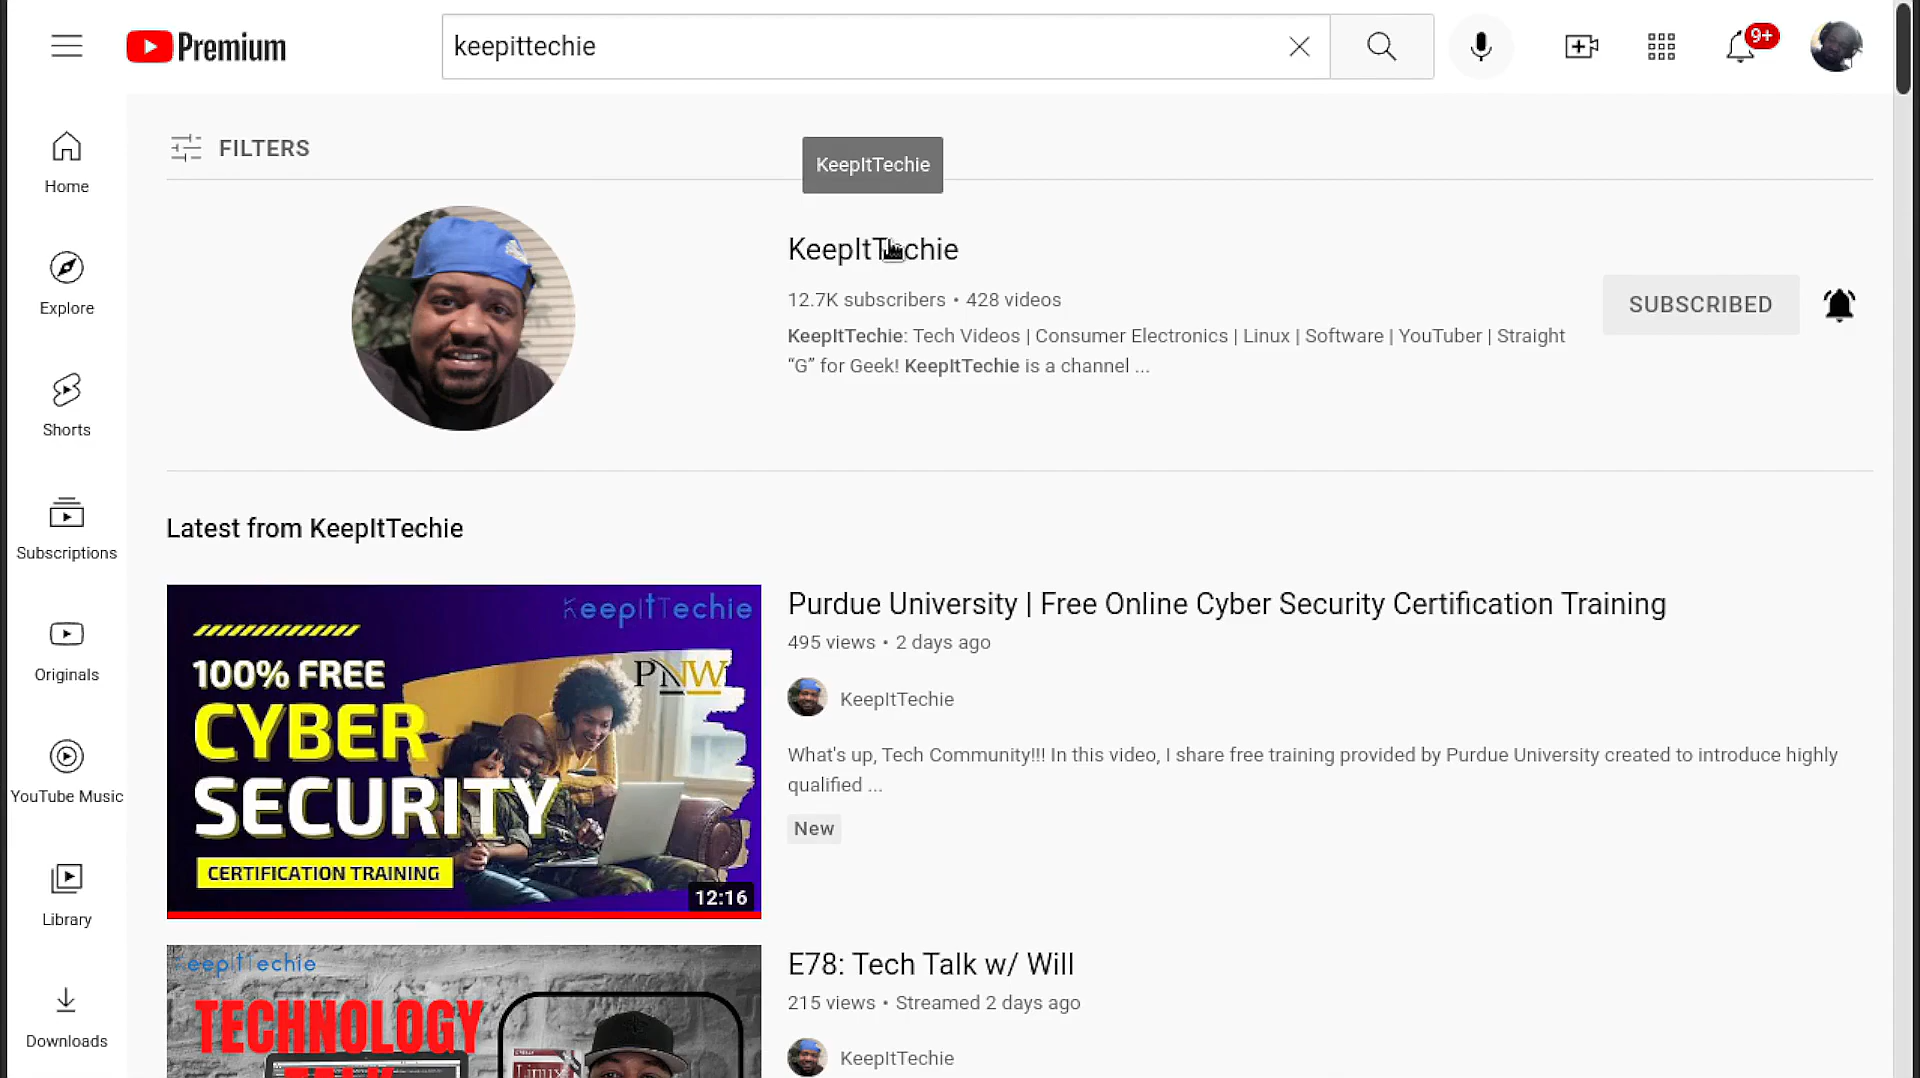 Premium
keepittechie
9+
FILTERS
KeepItTechie
Home
Explore
Shorts
Subscriptions
Originals
YouTube Music
Library
Downloads
KeepItTechie
12.7K subscribers • 428 videos
KeepItTechie: Tech Videos | Consumer Electronics | Linux | Software | YouTuber | Straight
“G” for Geek! KeepItTechie is a channel ...
SUBSCRIBED
Latest from KeepItTechie
KeepItTechie
100% FREE
CYBER
SECURITY
CERTIFICATION TRAINING
PNW
12:16
Purdue University | Free Online Cyber Security Certification Training
495 views • 2 days ago
KeepItTechie
What's up, Tech Community!!! In this video, I share free training provided by Purdue University created to introduce highly
qualified ...
New
KeepItTechie
TECHNOLOGY
TALK
Linux
E78: Tech Talk w/ Will
215 views • Streamed 2 days ago
KeepItTechie